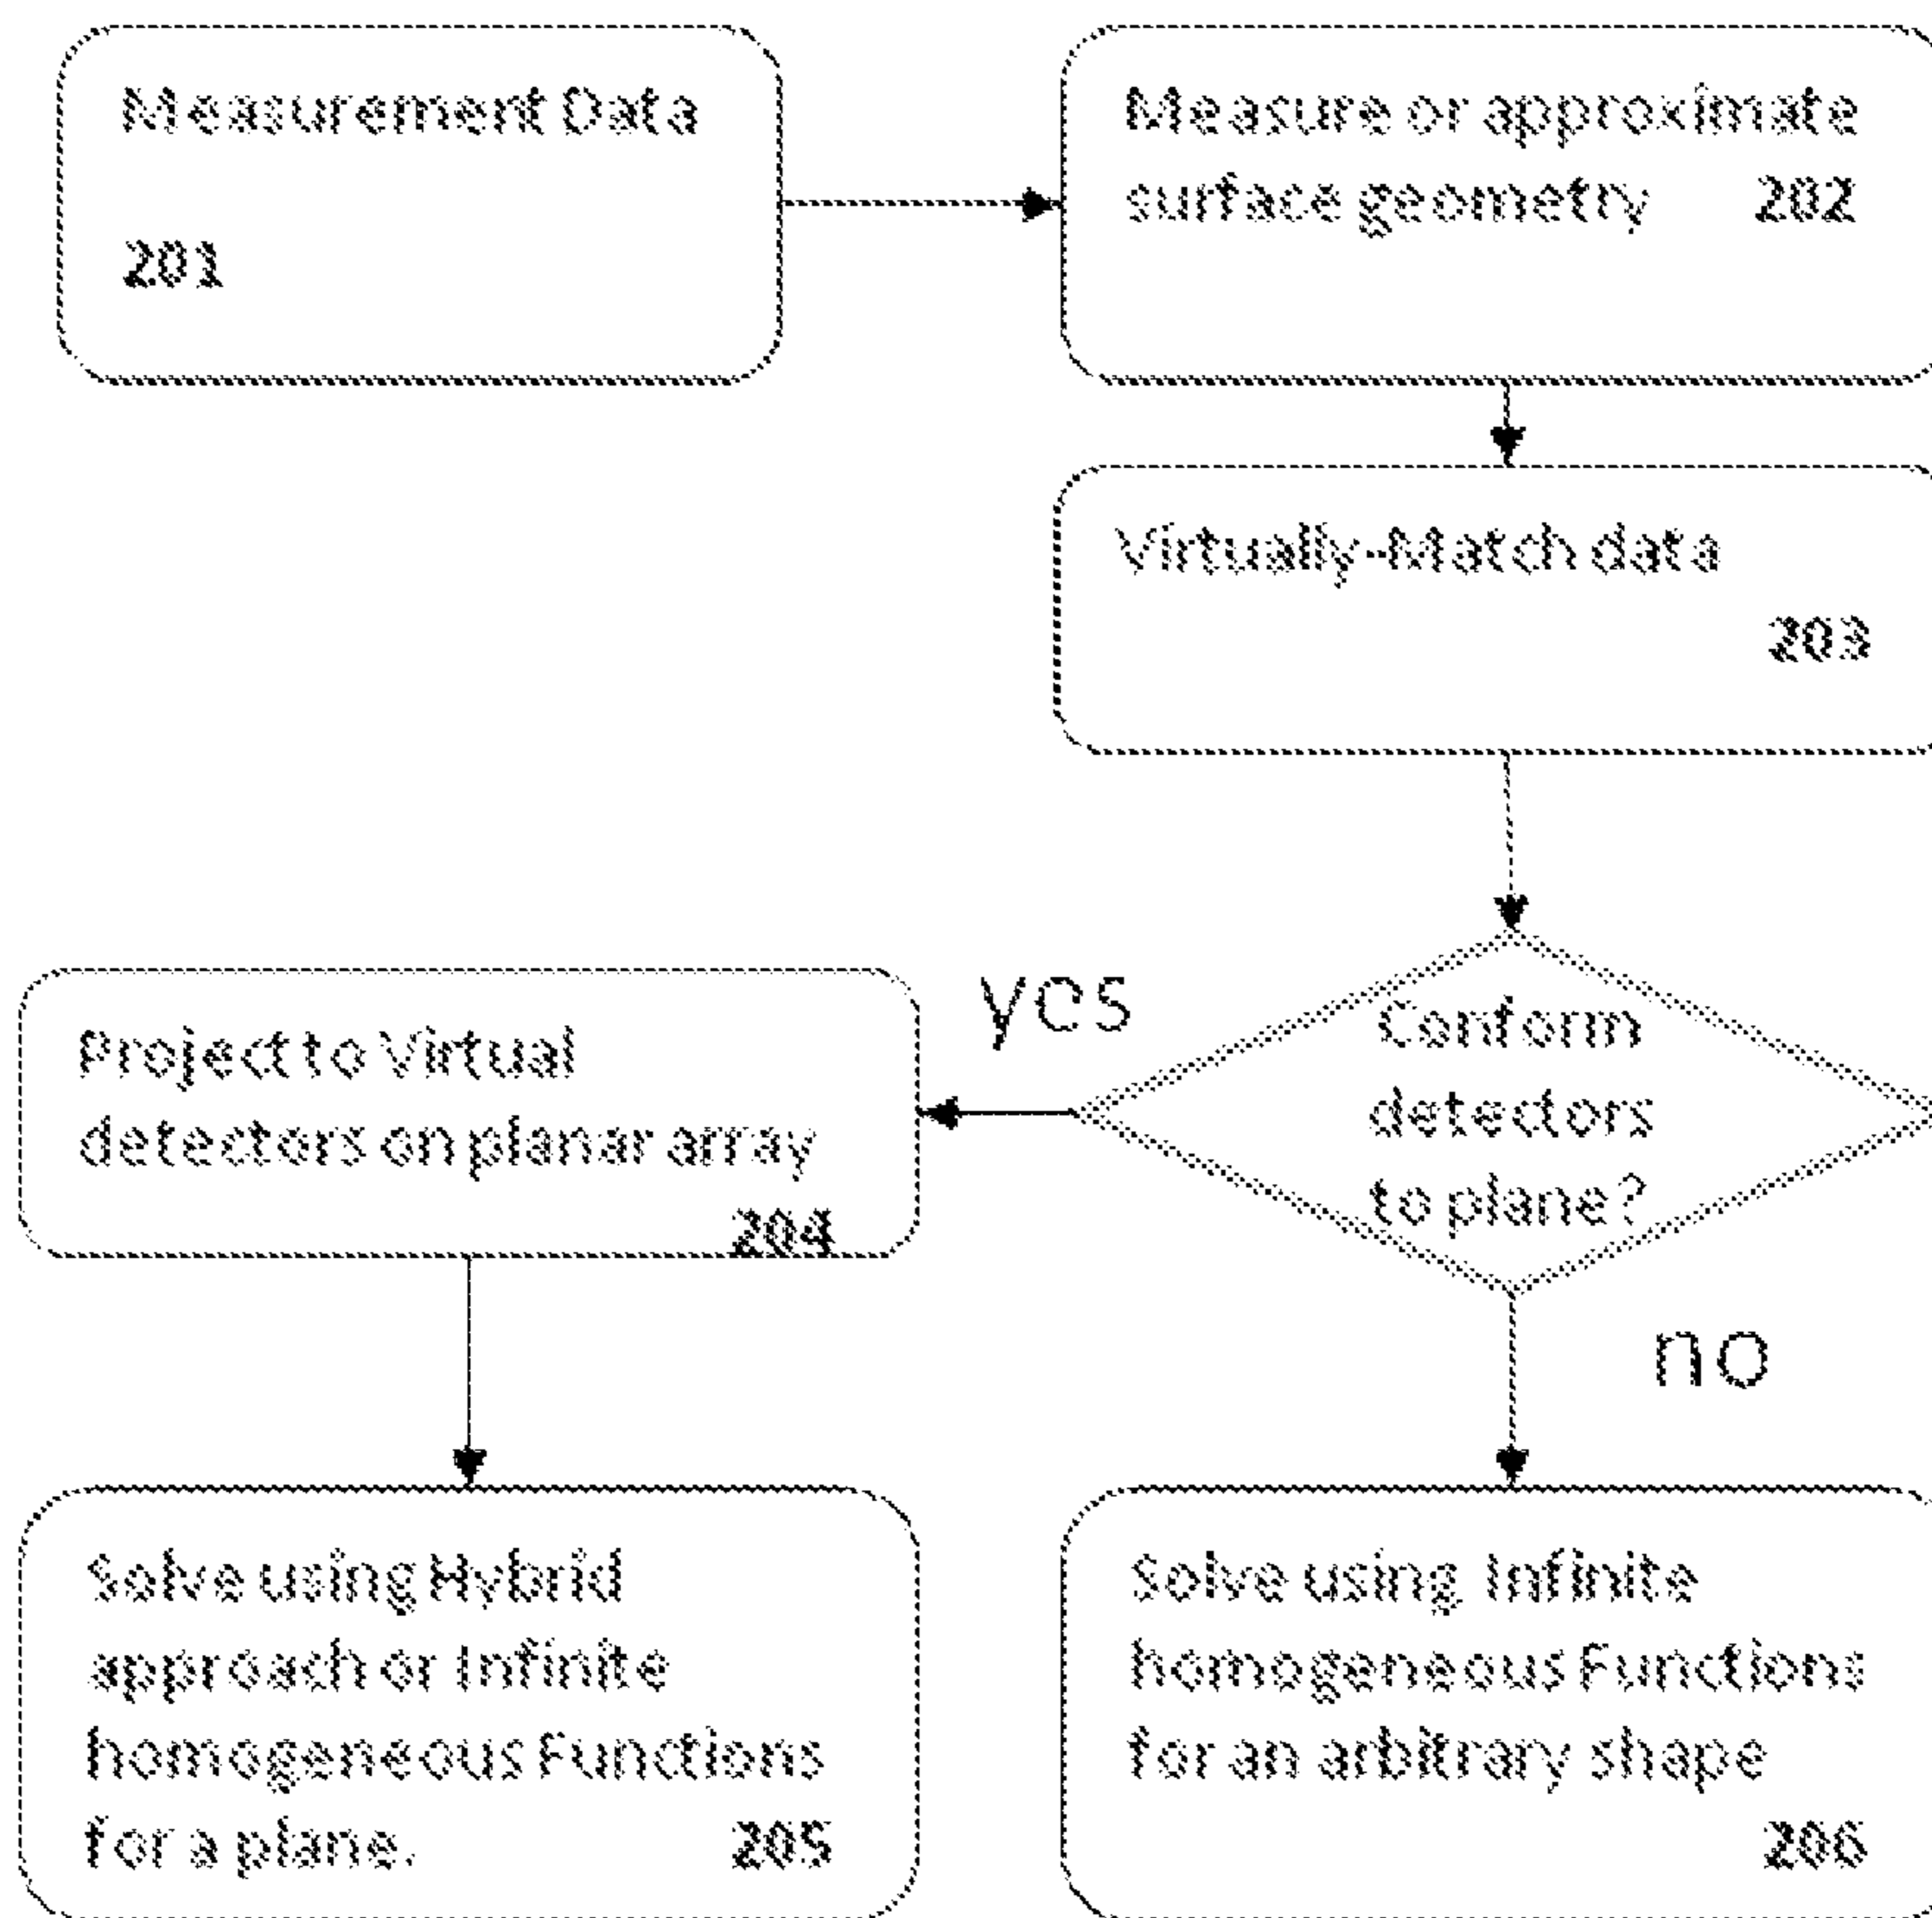 Measurement Data
201
Measure or approximate
surface geometry 202
Virtually-Match data
203
Conform
detectors
to plane?
yes
no
Project to Virtual
detectors on planar array
204
Solve using Hybrid
approach or Infinite
homogeneous Functions
for a plane.
205
Solve using Infinite
homogeneous Functions
for an arbitrary shape
206